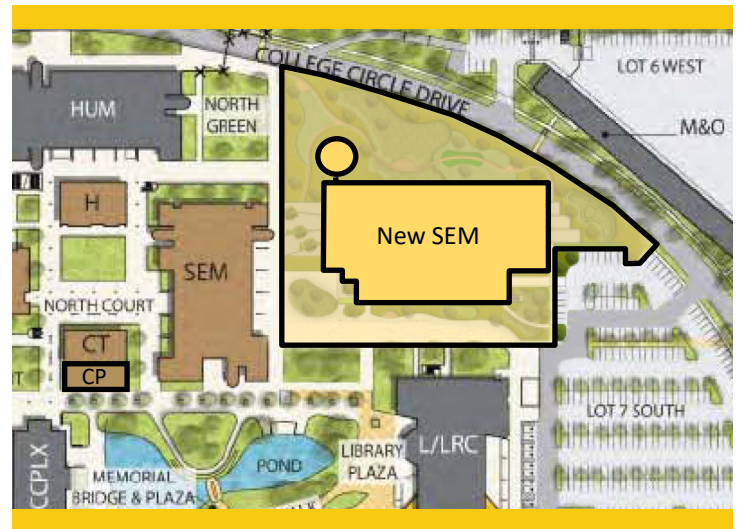 COLLEGE CIRCLE DRIVE
LOT 6 WEST
HUM
NORTH
GREEN
M&O
H
New SEM
SEM
NORTH COURT
CT
CP
LOT 7 SOUTH
CCPLX
MEMORIAL
BRIDGE & PLAZA
POND
LIBRARY
PLAZA
L/LRC